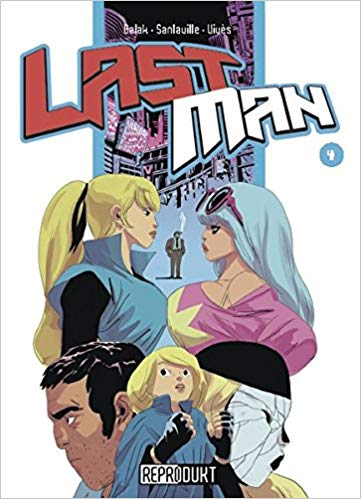 Balak • Sanlaville • Vivès
LAST
MAN
4
REPRODUKT